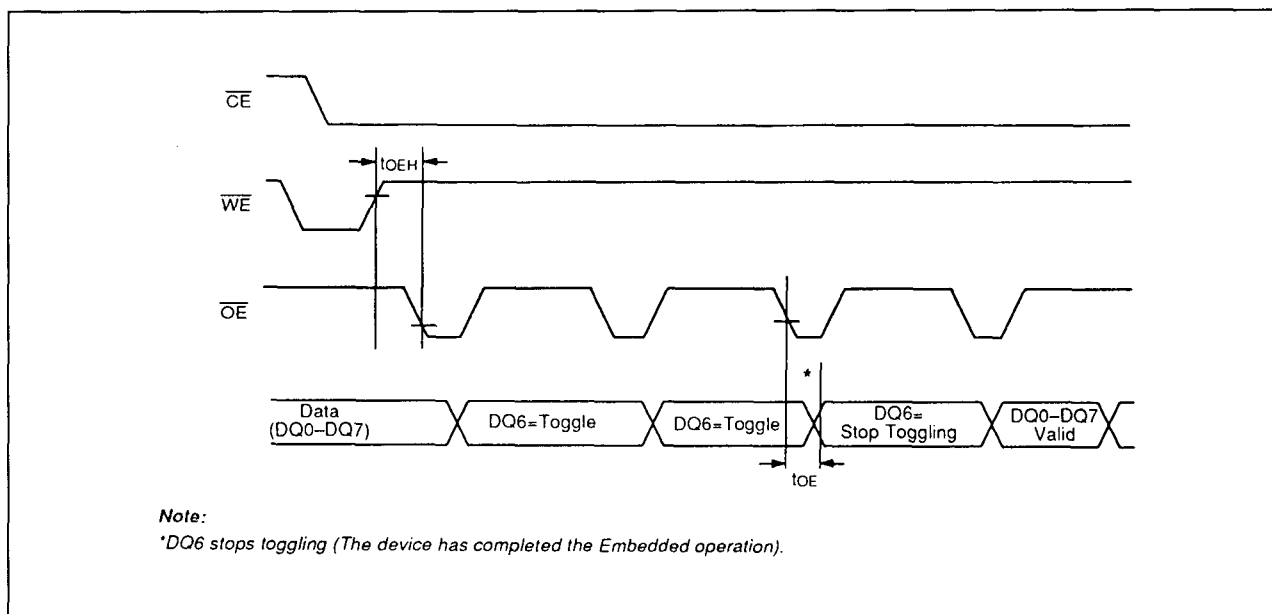 CE
tOEH
WE
OE
*
Data
(DQ0–DQ7)
DQ6=Toggle
DQ6=Toggle
DQ6=
Stop Toggling
DQ0–DQ7
Valid
tOE
Note:
*DQ6 stops toggling (The device has completed the Embedded operation).